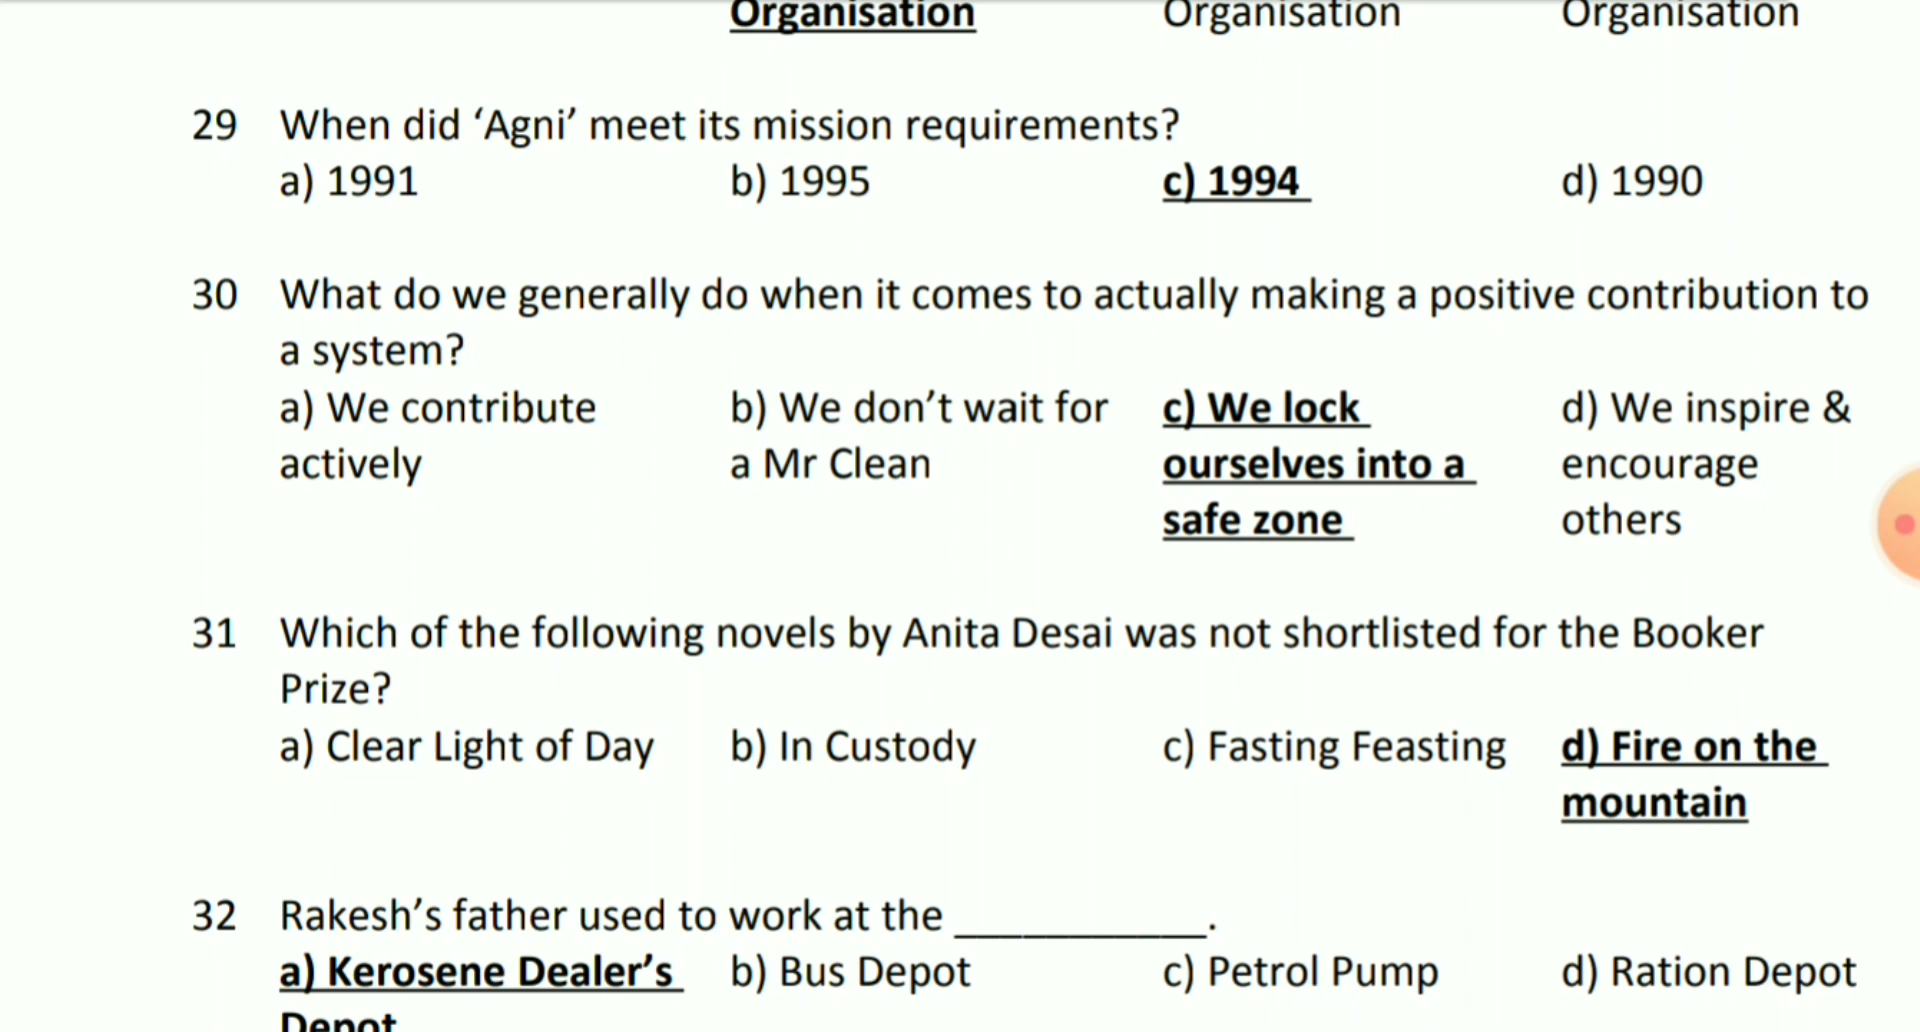 Organisation Organisation Organisation
29 When did ‘Agni’ meet its mission requirements?
a) 1991 b) 1995 c) 1994 d) 1990
30 What do we generally do when it comes to actually making a positive contribution to
a system?
a) We contribute b) We don’t wait for c) We lock d) We inspire &
actively a Mr Clean ourselves into a encourage
safe zone others
31 Which of the following novels by Anita Desai was not shortlisted for the Booker
Prize?
a) Clear Light of Day b) In Custody c) Fasting Feasting d) Fire on the
mountain
32 Rakesh’s father used to work at the ___________.
a) Kerosene Dealer’s b) Bus Depot c) Petrol Pump d) Ration Depot
Depot